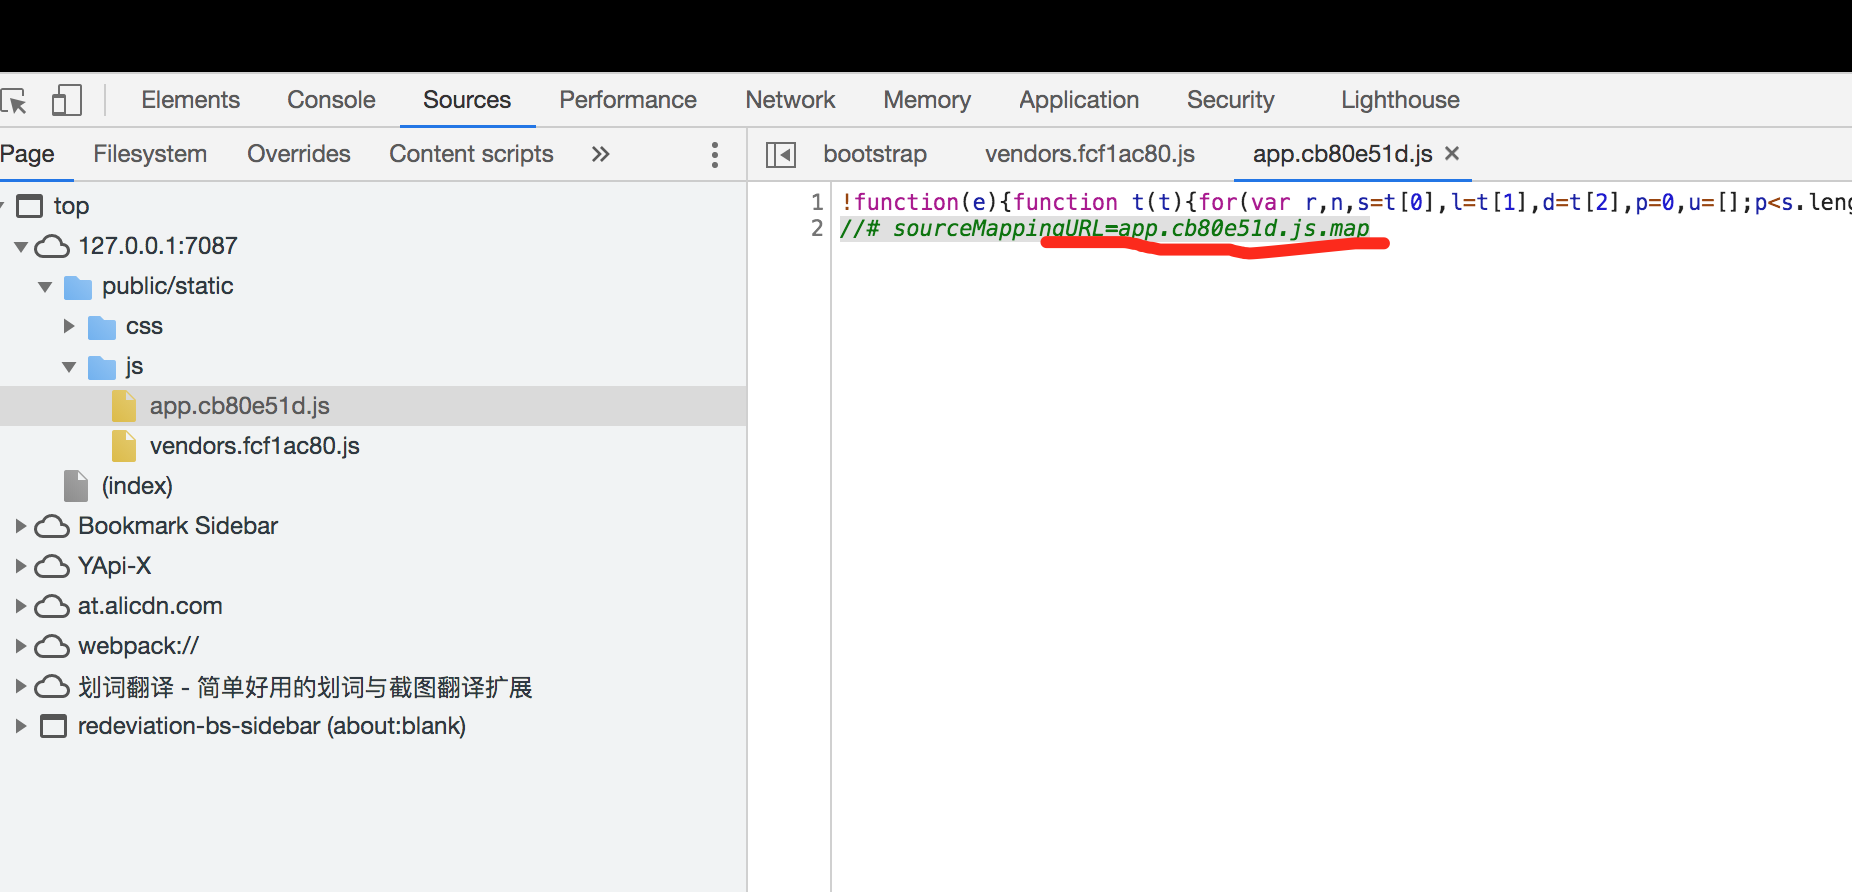 Elements Console Sources Performance Network Memory Application Security Lighthouse
Page Filesystem Overrides Content scripts »
bootstrap vendors.fcf1ac80.js app.cb80e51d.js ×
top
127.0.0.1:7087
public/static
css
js
app.cb80e51d.js
vendors.fcf1ac80.js
(index)
Bookmark Sidebar
YApi-X
at.alicdn.com
webpack://
划词翻译 - 简单好用的划词与截图翻译扩展
redeviation-bs-sidebar (about:blank)
1 !function(e){function t(t){for(var r,n,s=t[0],l=t[1],d=t[2],p=0,u=[];p<s.leng
2 //# sourceMappingURL=app.cb80e51d.js.map